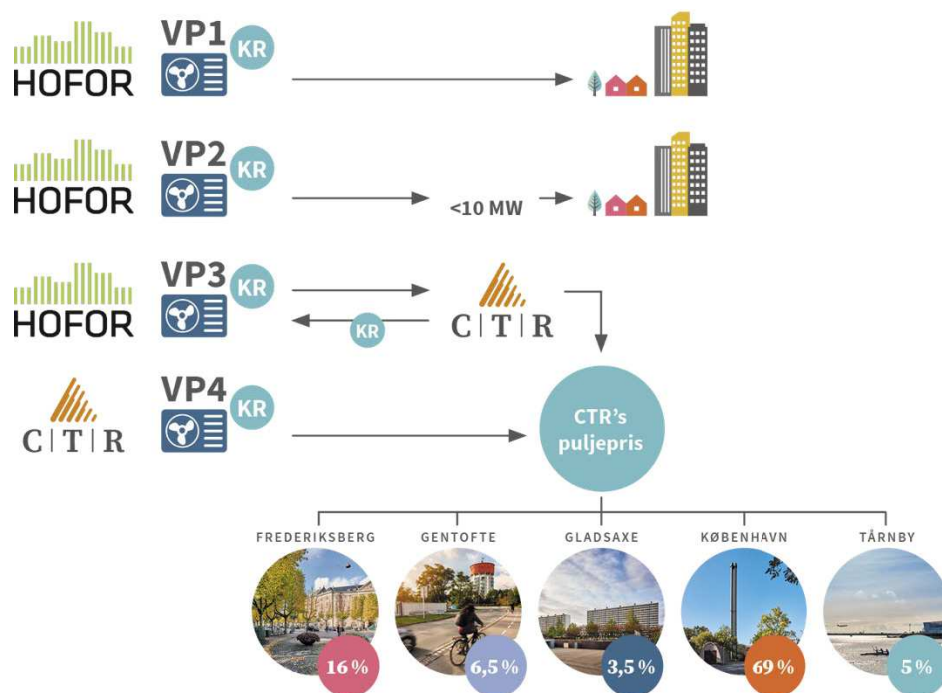 HOFOR
VP1
KR
HOFOR
VP2
KR
<10 MW
HOFOR
VP3
KR
KR
C|T|R
C|T|R
VP4
KR
CTR's
puljepris
FREDERIKSBERG
GENTOFTE
GLADSAXE
KØBENHAVN
TÅRNBY
16 %
6,5 %
3,5 %
69 %
5 %